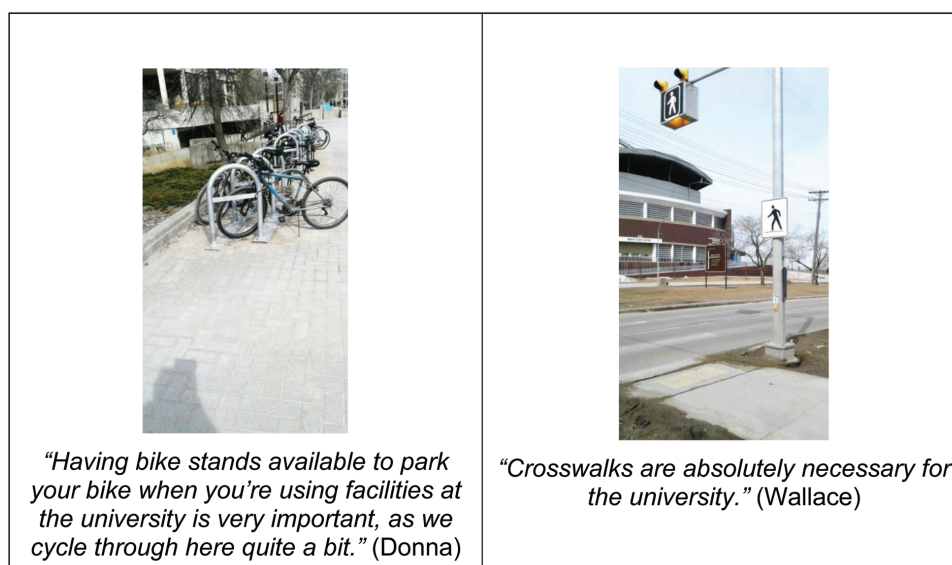 “Having bike stands available to park
your bike when you’re using facilities at
the university is very important, as we
cycle through here quite a bit.” (Donna)
“Crosswalks are absolutely necessary for
the university.” (Wallace)